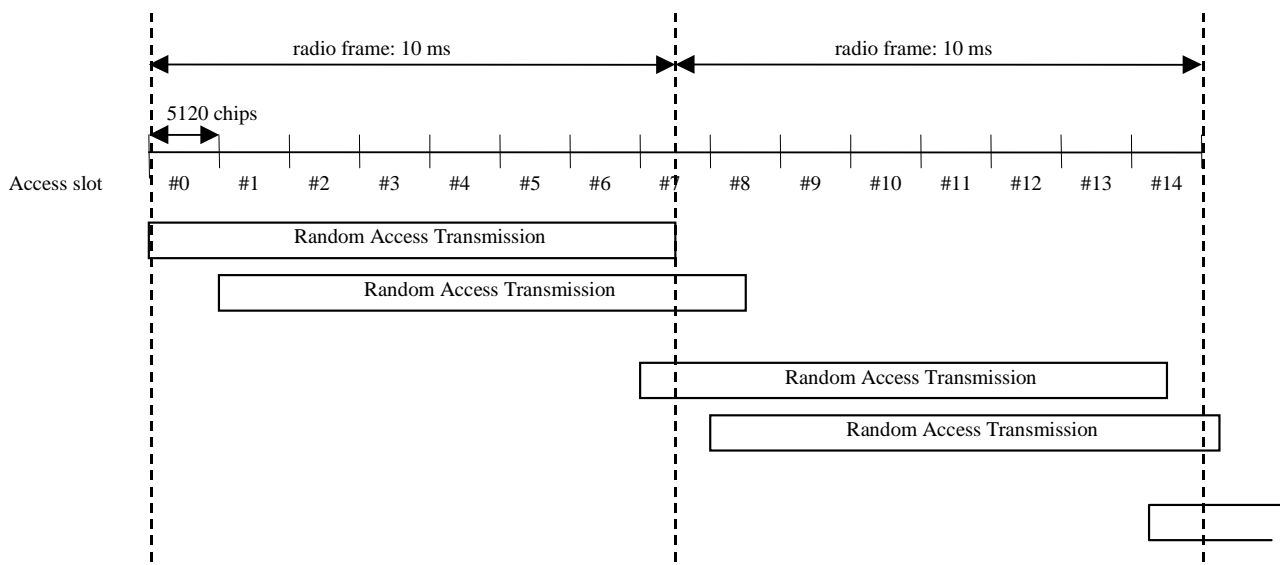 radio frame: 10 ms radio frame: 10 ms
5120 chips
Access slot #0 #1 #2 #3 #4 #5 #6 #7 #8 #9 #10 #11 #12 #13 #14
Random Access Transmission
Random Access Transmission
Random Access Transmission
Random Access Transmission